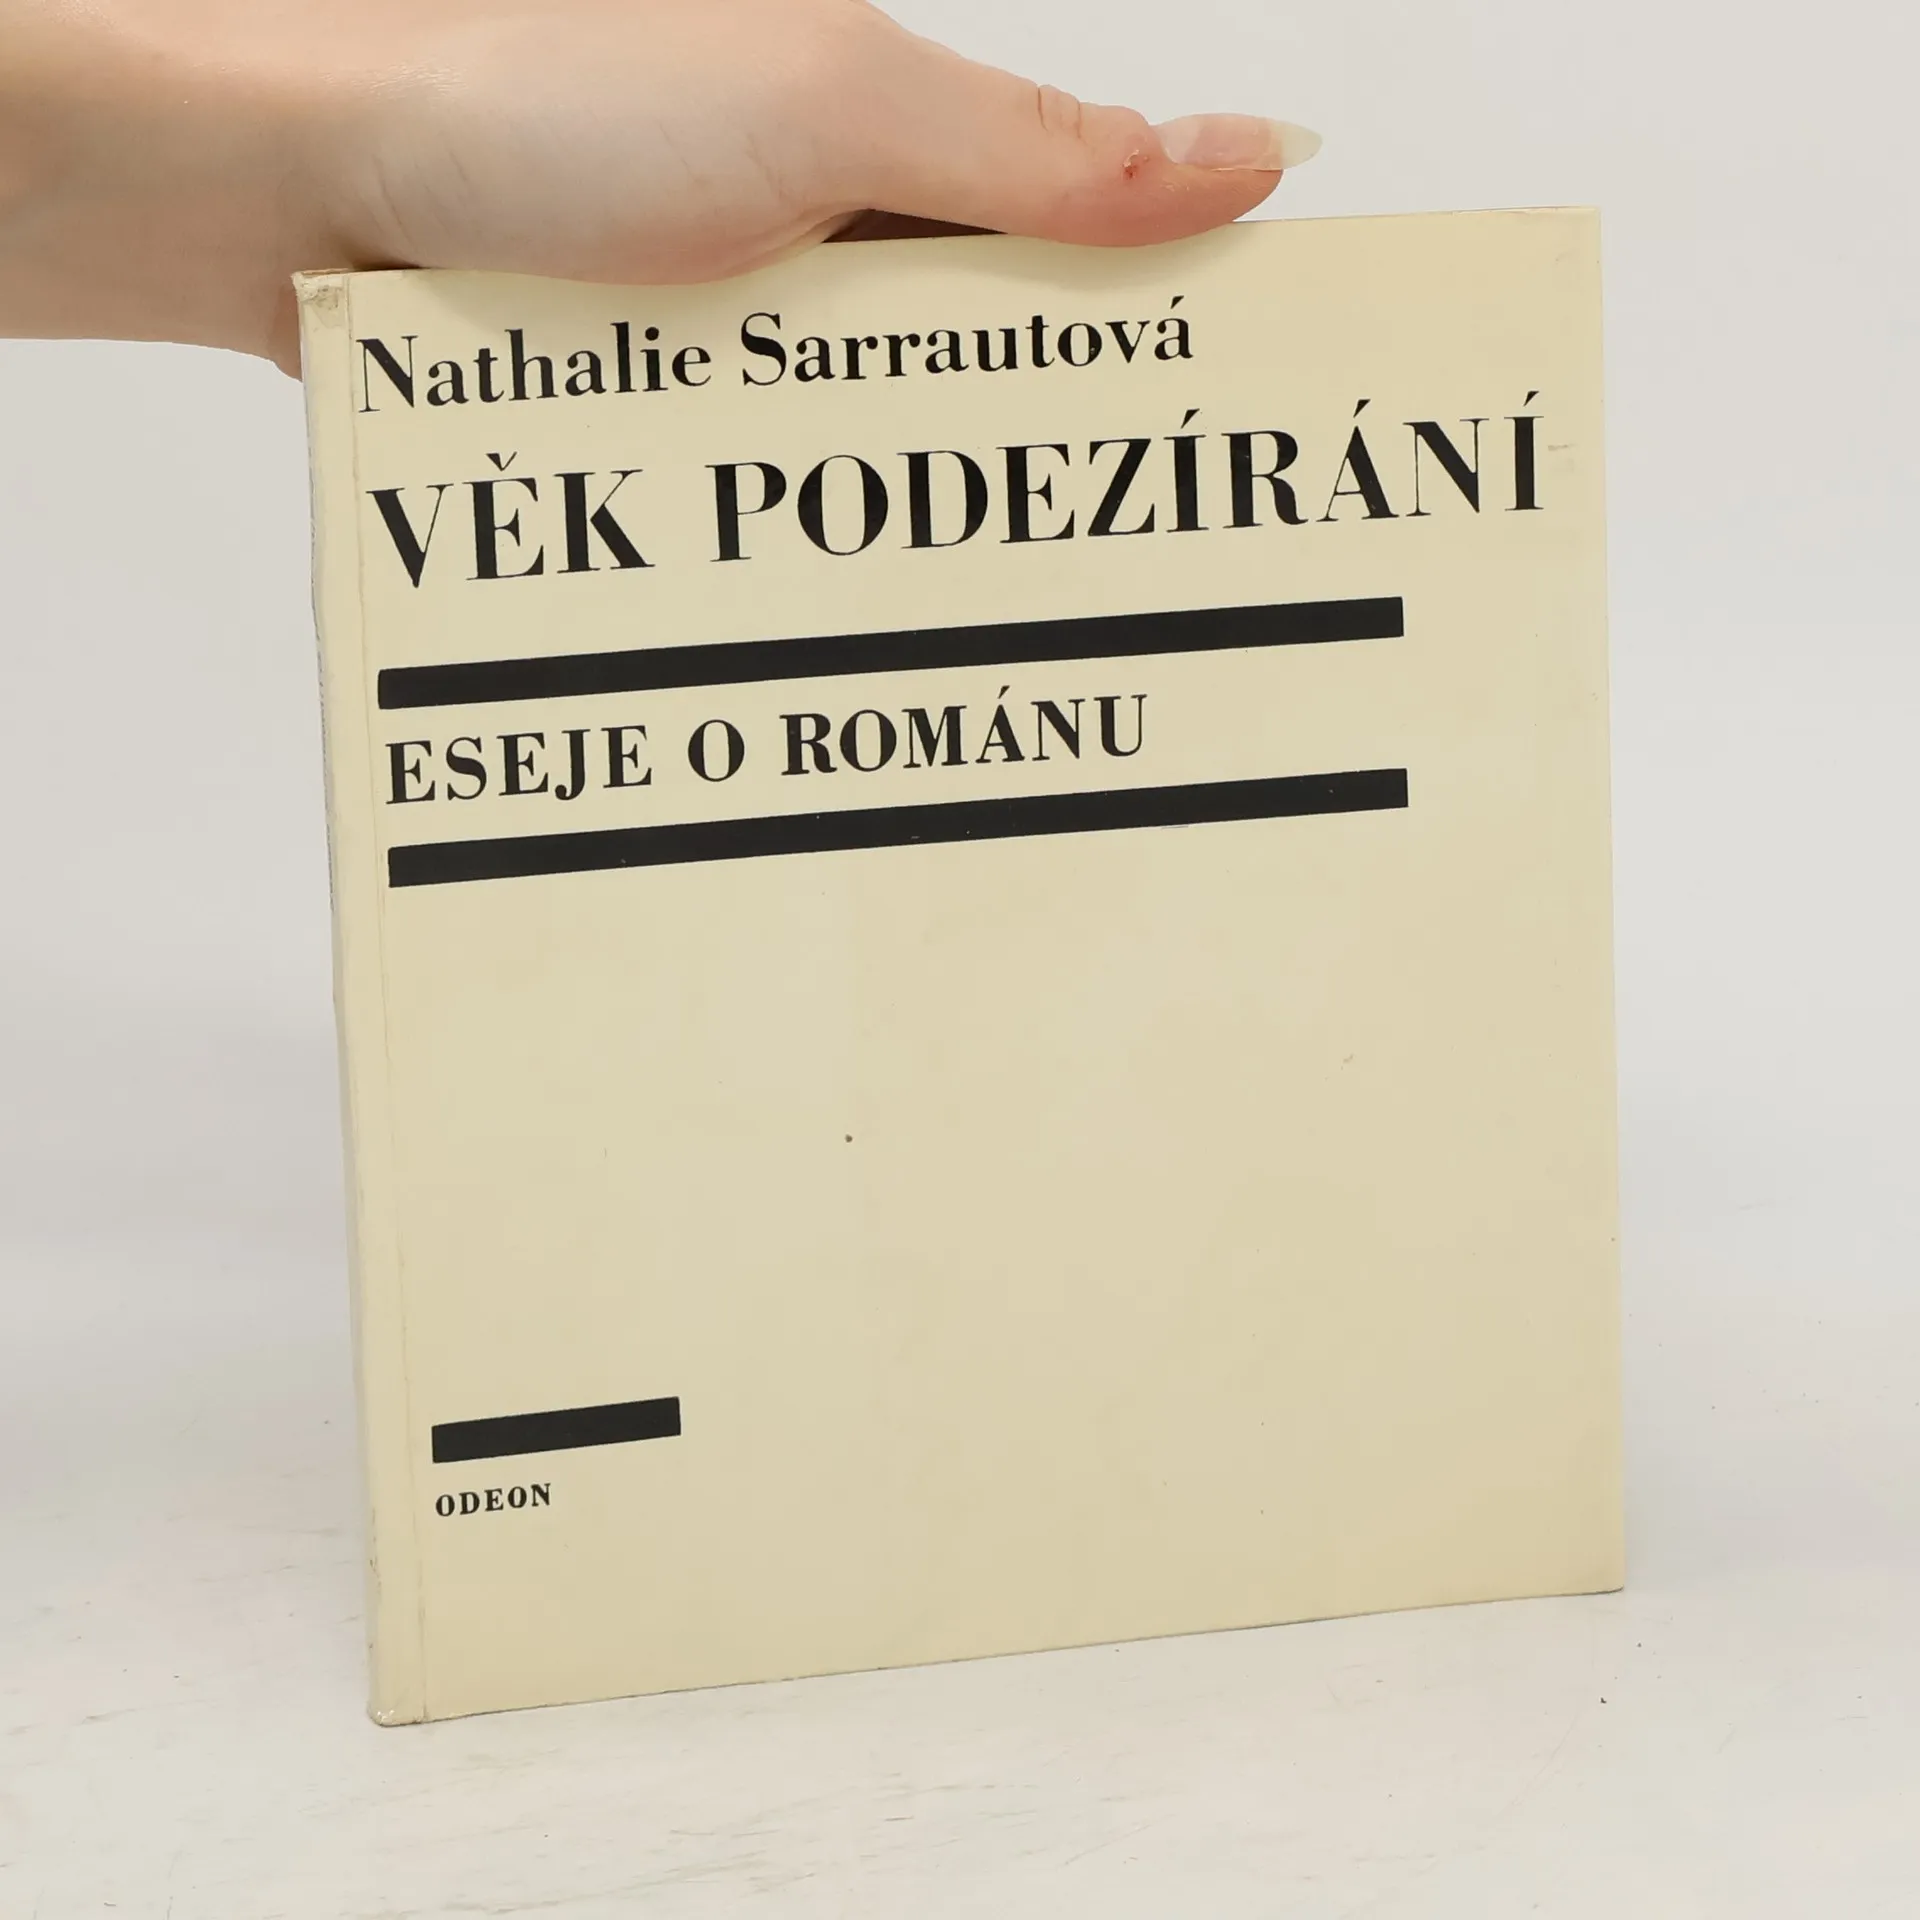 Nathalie Sarrautová
VĚK PODEZÍRÁNÍ
ESEJE O ROMÁNU
ODEON